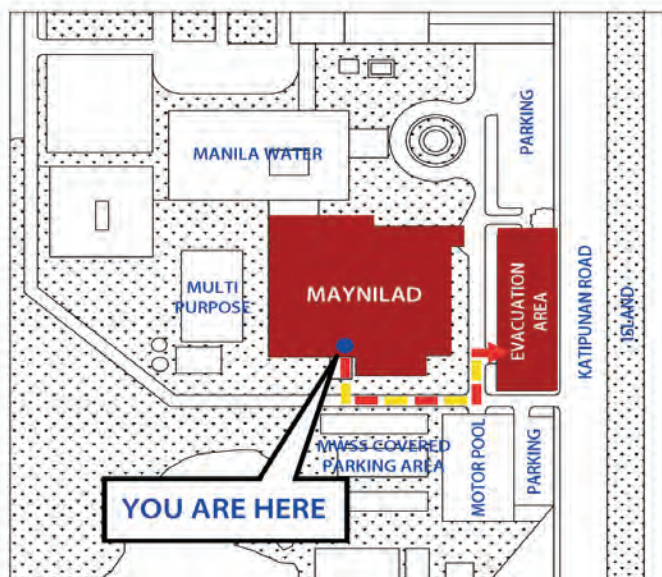 MANILA WATER
PARKING
MULTI
PURPOSE
MAYNILAD
EVACUATION
AREA
KATIPUNAN ROAD
ISLAND
MWSS COVERED
PARKING AREA
MOTOR POOL
PARKING
YOU ARE HERE